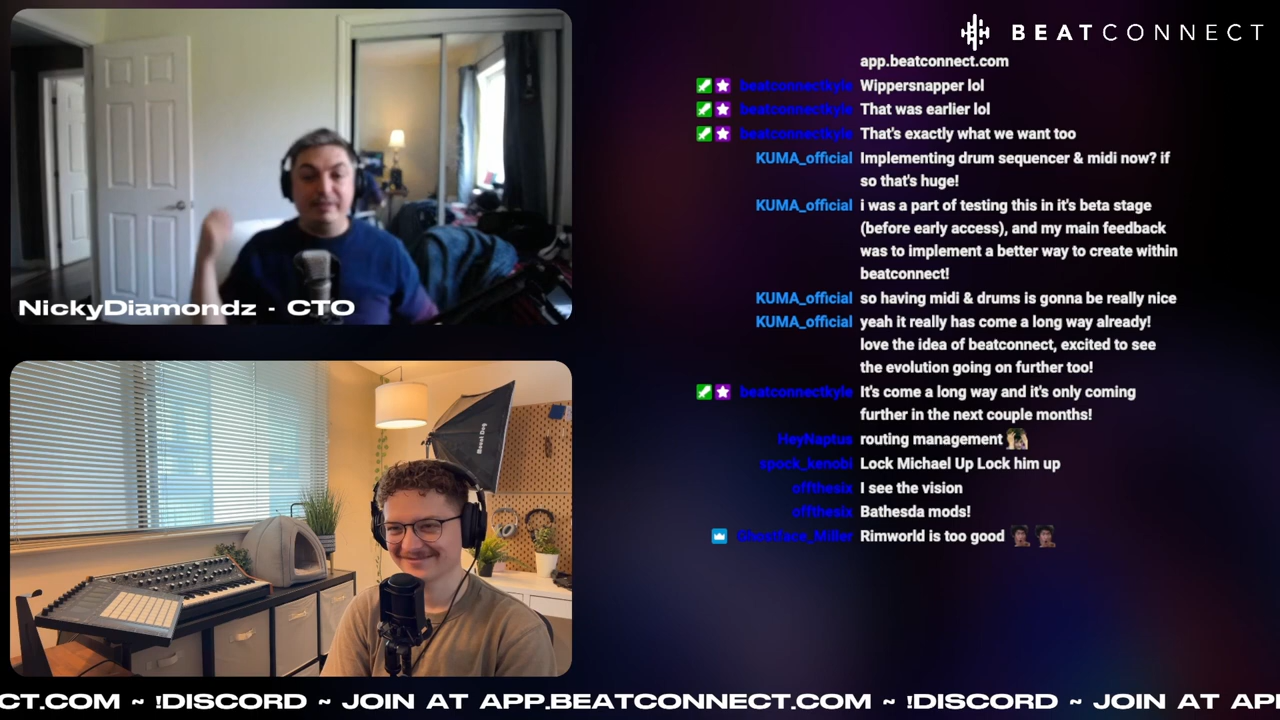 BEATCONNECT
app.beatconnect.com
beatconnectkyle Wippersnapper lol
beatconnectkyle That was earlier lol
beatconnectkyle That's exactly what we want too
KUMA_official Implementing drum sequencer & midi now? if
so that's huge!
KUMA_official i was a part of testing this in it's beta stage
(before early access), and my main feedback
was to implement a better way to create within
beatconnect!
KUMA_official so having midi & drums is gonna be really nice
KUMA_official yeah it really has come a long way already!
love the idea of beatconnect, excited to see
the evolution going on further too!
beatconnectkyle It's come a long way and it's only coming
further in the next couple months!
HeyNaptus routing management
spock_kenobi Lock Michael Up Lock him up
offthesix I see the vision
offthesix Bathesda mods!
Ghostface_Miller Rimworld is too good
NickyDiamondz - CTO
CT.COM ~ !DISCORD ~ JOIN AT APP.BEATCONNECT.COM ~ !DISCORD ~ JOIN AT AP